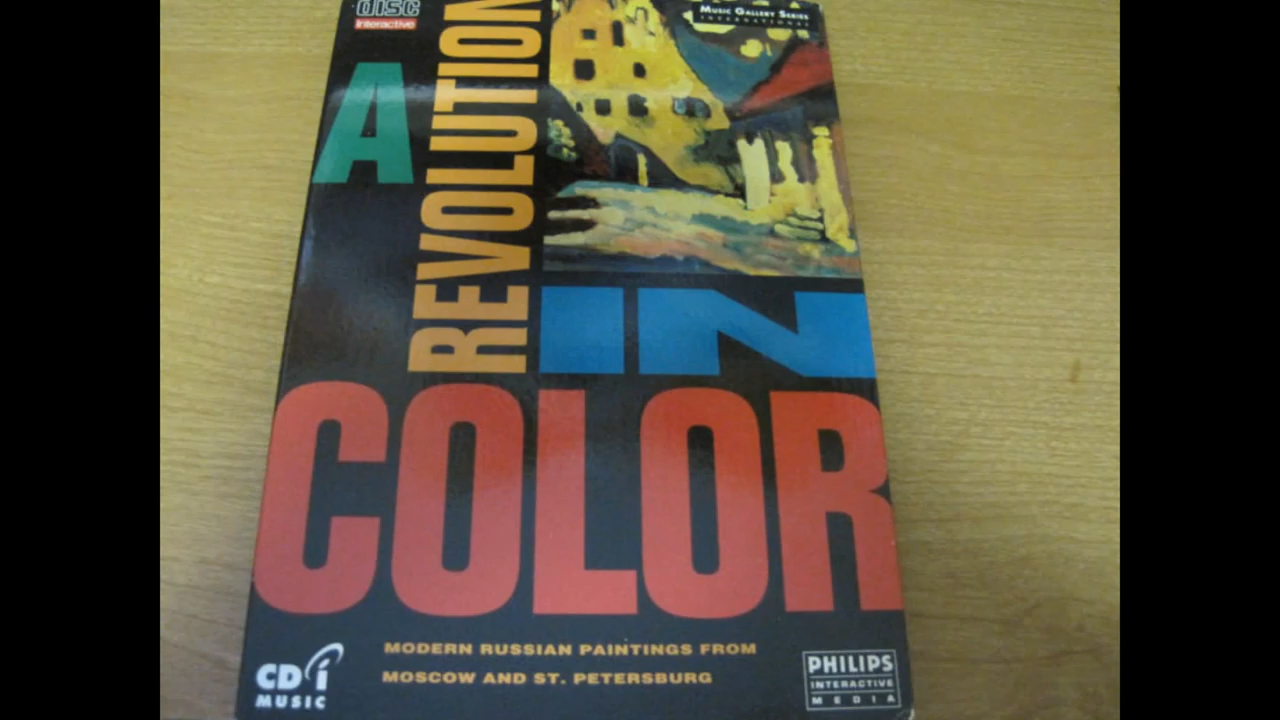 disc
Interactive
MUSIC GALLERY SERIES
INTERNATIONAL
A
REVOLUTION
IN
COLOR
MODERN RUSSIAN PAINTINGS FROM
MOSCOW AND ST. PETERSBURG
CD-i
MUSIC
PHILIPS
INTERACTIVE
MEDIA